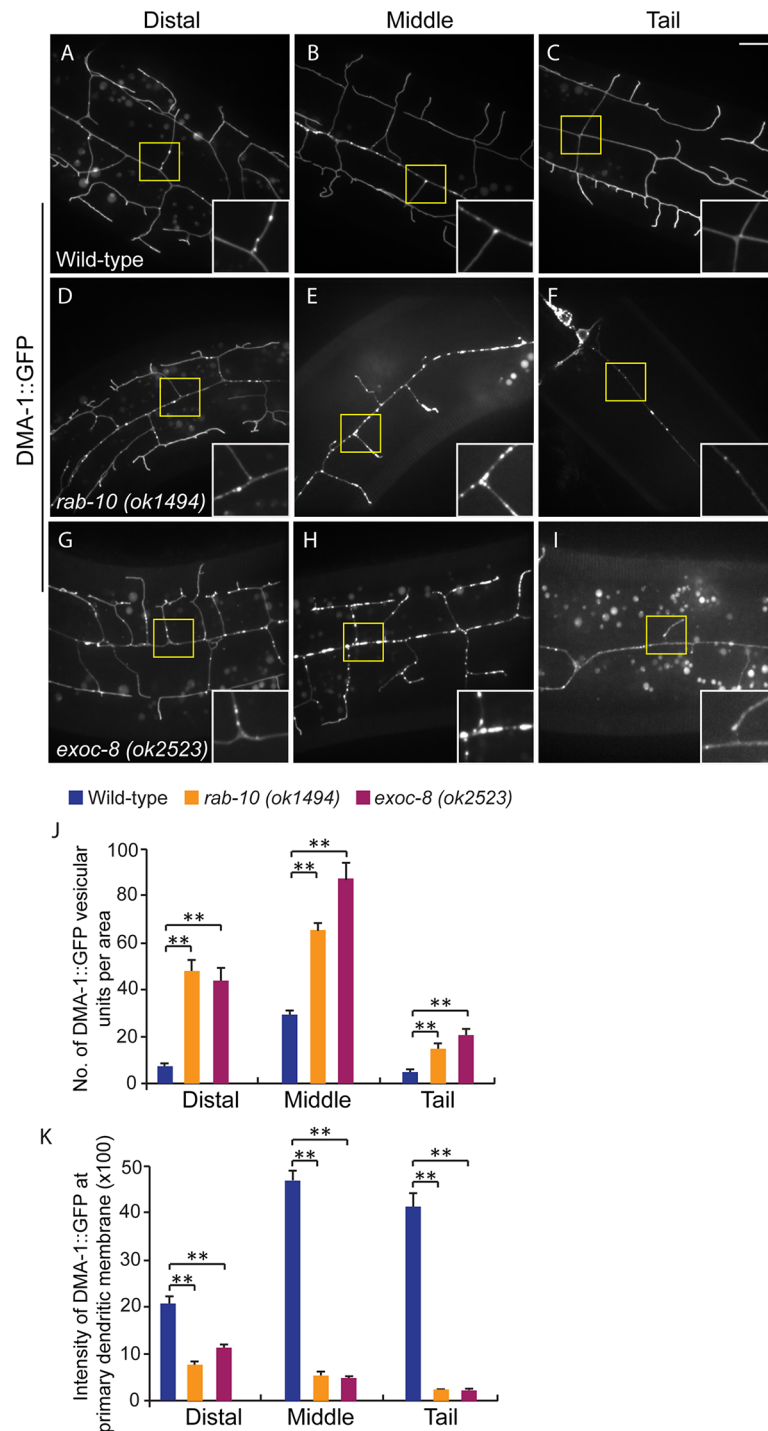 Distal Middle Tail
A B C
Wild-type
DMA-1::GFP
D E F
rab-10 (ok1494)
G H I
exoc-8 (ok2523)
Wild-type rab-10 (ok1494) exoc-8 (ok2523)
J
No. of DMA-1::GFP vesicular
units per area
100
80
60
40
20
0
** ** ** ** ** **
Distal Middle Tail
K
Intensity of DMA-1::GFP at
primary dendritic membrane (x100)
50
40
30
20
10
0
** ** ** ** ** **
Distal Middle Tail